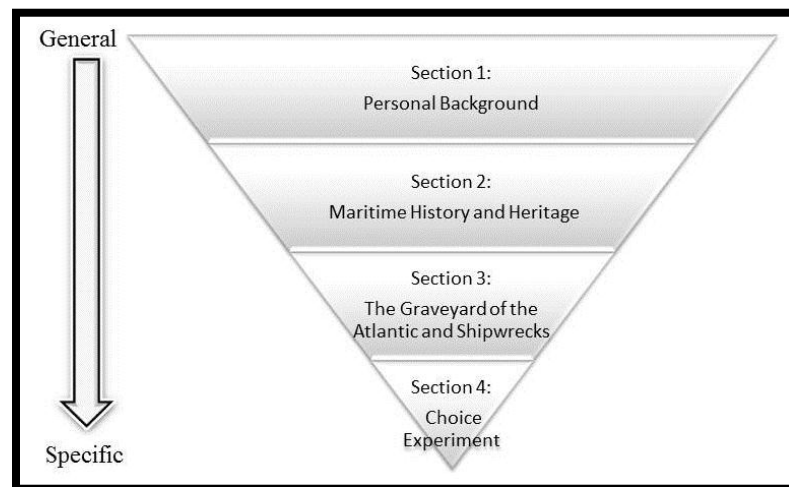 General
Section 1:
Personal Background
Section 2:
Maritime History and Heritage
Section 3:
The Graveyard of the
Atlantic and Shipwrecks
Section 4:
Choice
Experiment
Specific